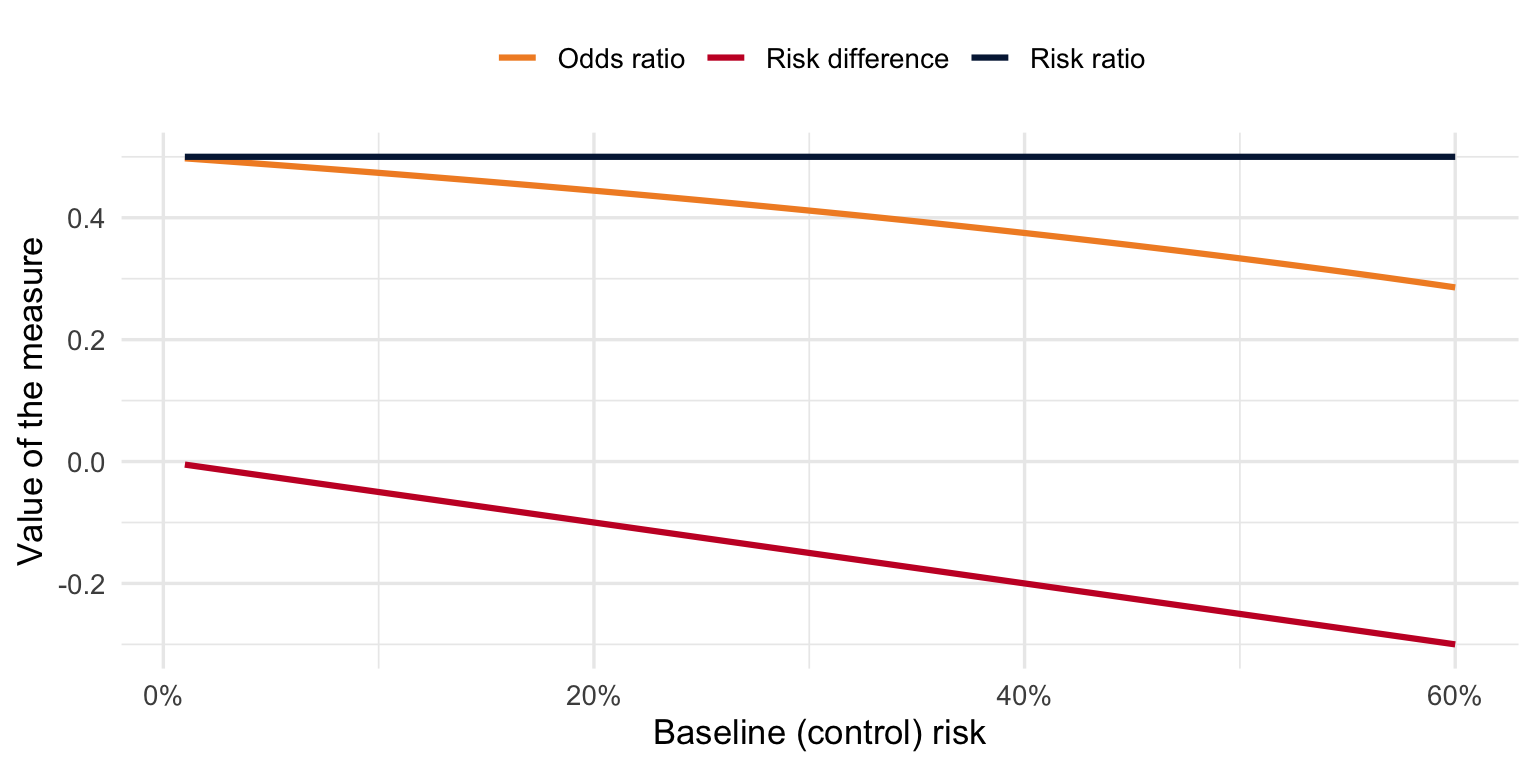 Odds ratio Risk difference Risk ratio
Value of the measure
0.4
0.2
0.0
-0.2
0% 20% 40% 60%
Baseline (control) risk